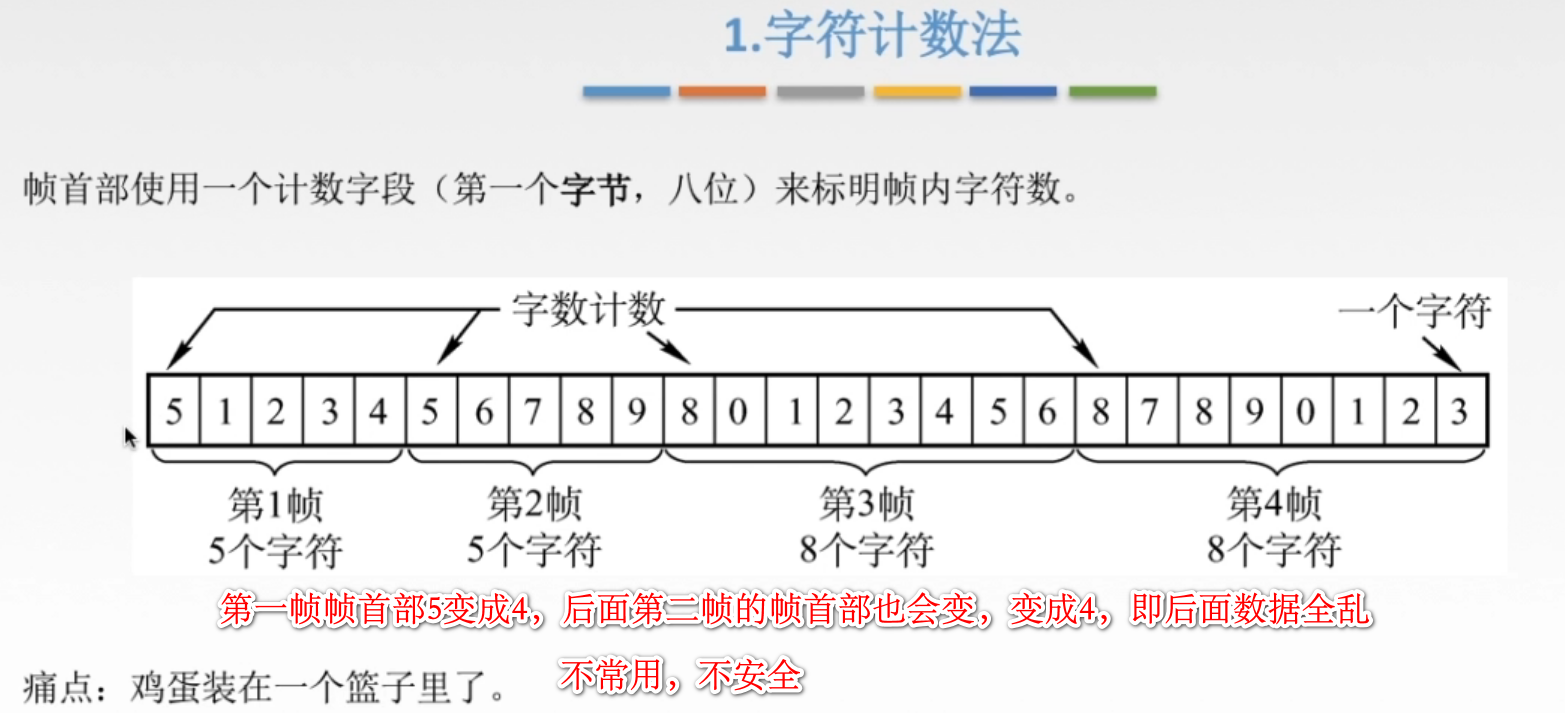 1.字符计数法
帧首部使用一个计数字段（第一个字节，八位）来标明帧内字符数。
字数计数
一个字符
5 1 2 3 4 5 6 7 8 9 8 0 1 2 3 4 5 6 8 7 8 9 0 1 2 3
第1帧 第2帧 第3帧 第4帧
5个字符 5个字符 8个字符 8个字符
第一帧帧首部5变成4，后面第二帧的帧首部也会变，变成4，即后面数据全乱
不常用，不安全
痛点：鸡蛋装在一个篮子里了。